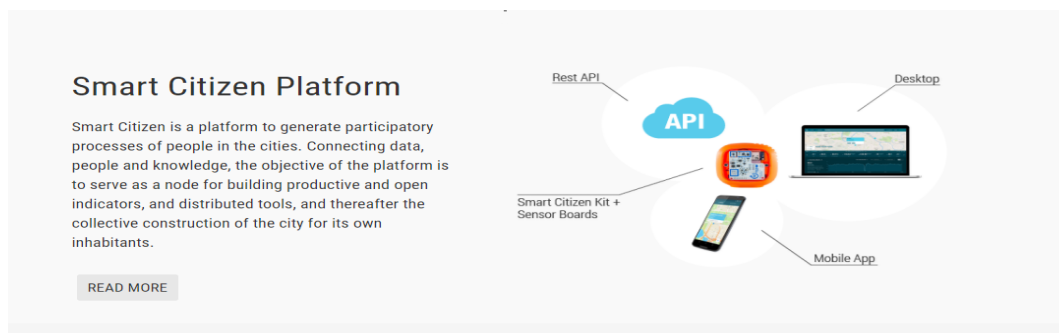 Smart Citizen Platform
Smart Citizen is a platform to generate participatory
processes of people in the cities. Connecting data,
people and knowledge, the objective of the platform is
to serve as a node for building productive and open
indicators, and distributed tools, and thereafter the
collective construction of the city for its own
inhabitants.
READ MORE
Rest API
API
Desktop
Smart Citizen Kit +
Sensor Boards
Mobile App